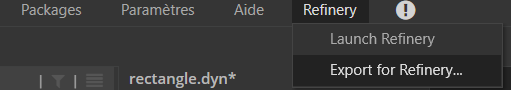 Packages Paramètres Aide Refinery
Launch Refinery
rectangle.dyn* Export for Refinery...